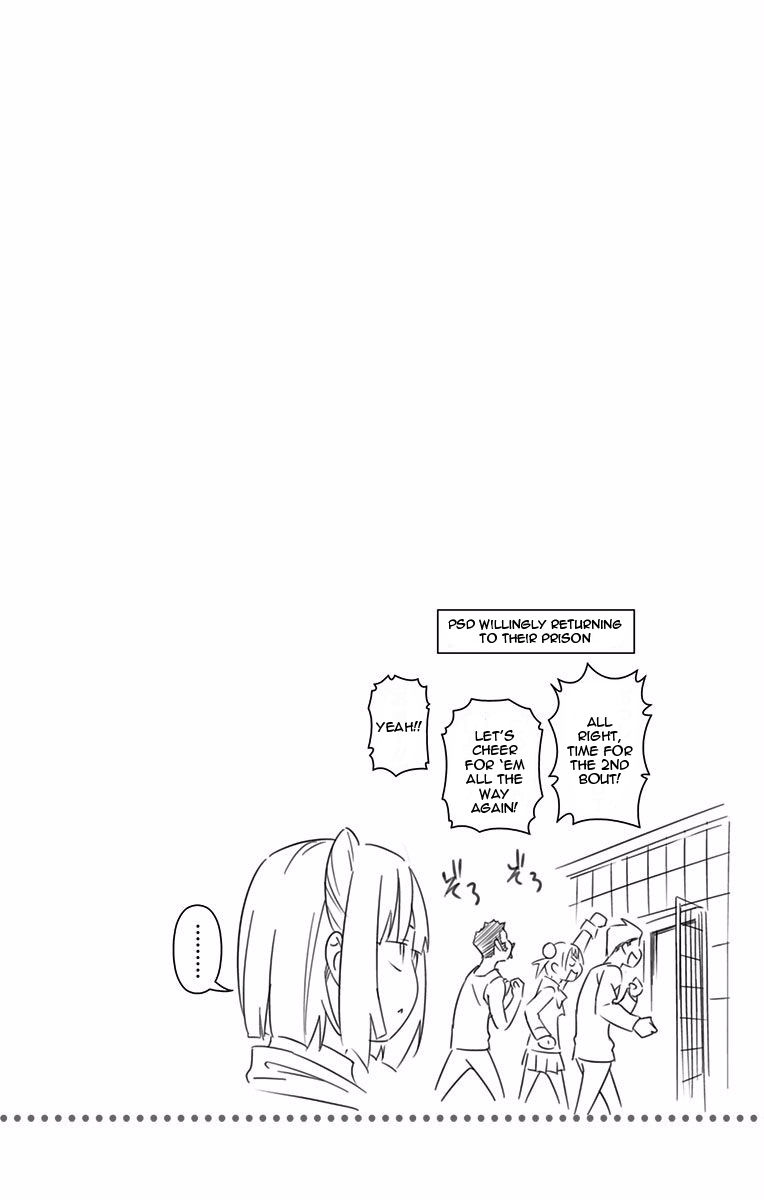 PSD WILLINGLY RETURNING
TO THEIR PRISON
ALL
RIGHT,
TIME FOR
THE 2ND
BOUT!
LET'S
CHEER
FOR 'EM
ALL THE
WAY
AGAIN!
YEAH!!
ぞろ
ぞろ
.........